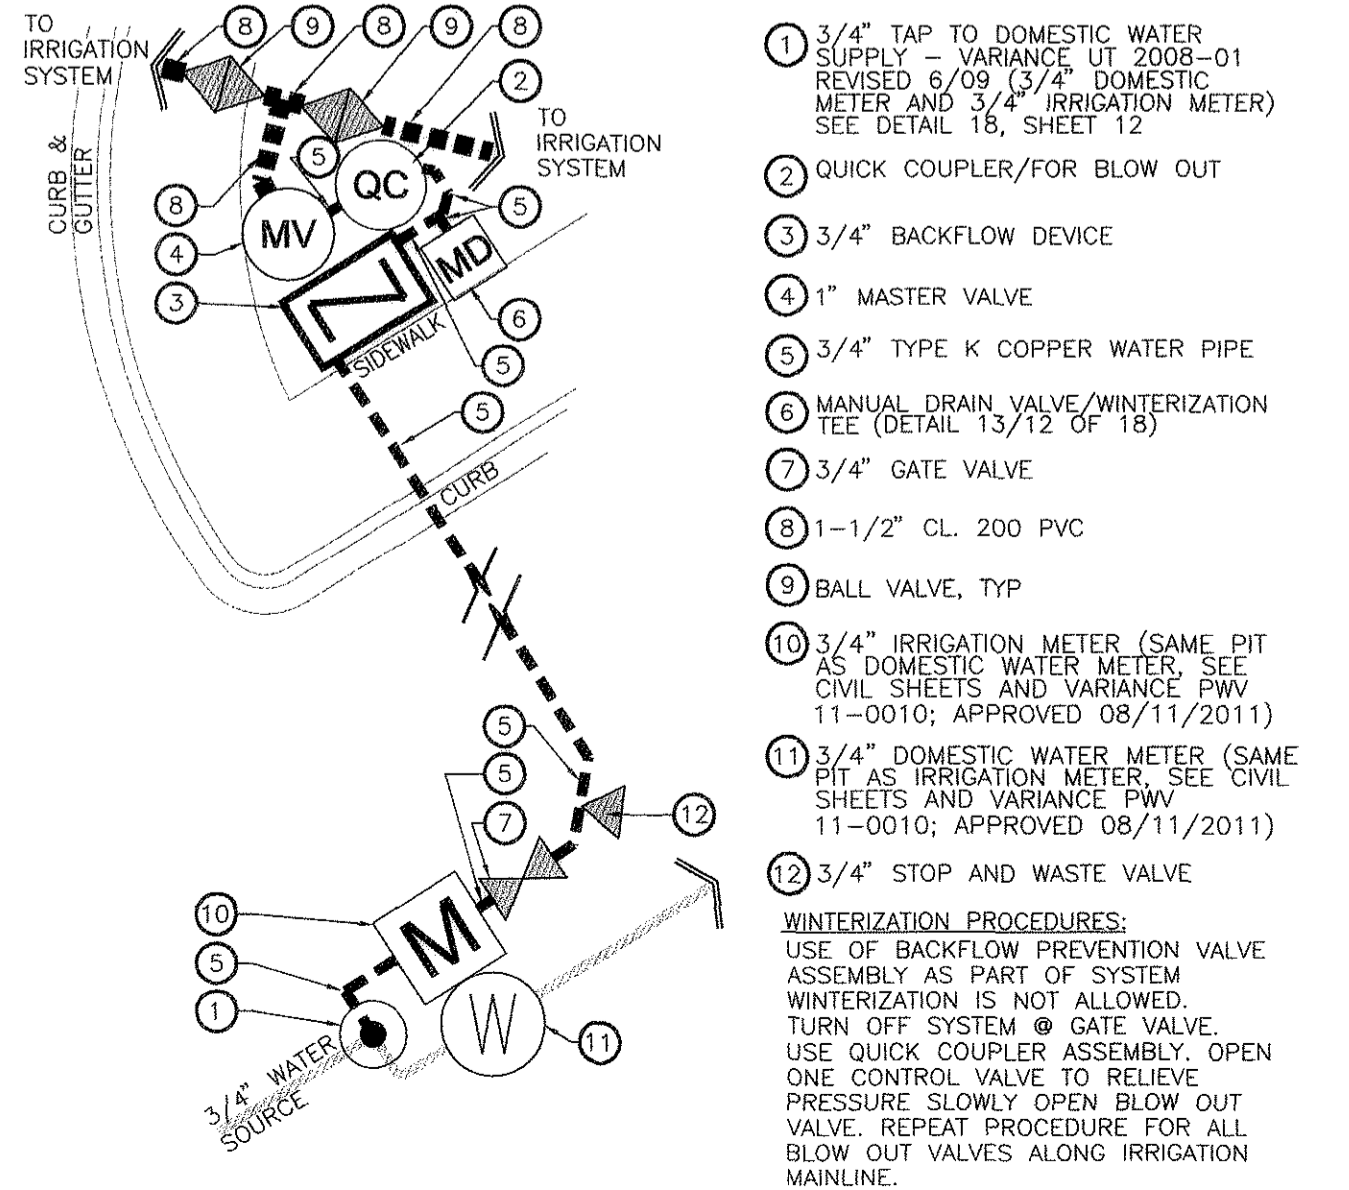 TO
IRRIGATION
SYSTEM
8
9
8
9
8
2
TO
IRRIGATION
SYSTEM
CURB &
GUTTER
5
QC
8
5
MV
4
MD
3
6
SIDEWALK
5
5
CURB
5
5
7
12
10
M
5
1
W
11
3/4" WATER
SOURCE
1 3/4" TAP TO DOMESTIC WATER
SUPPLY – VARIANCE UT 2008–01
REVISED 6/09 (3/4" DOMESTIC
METER AND 3/4" IRRIGATION METER)
SEE DETAIL 18, SHEET 12
2 QUICK COUPLER/FOR BLOW OUT
3 3/4" BACKFLOW DEVICE
4 1" MASTER VALVE
5 3/4" TYPE K COPPER WATER PIPE
6 MANUAL DRAIN VALVE/WINTERIZATION
TEE (DETAIL 13/12 OF 18)
7 3/4" GATE VALVE
8 1–1/2" CL. 200 PVC
9 BALL VALVE, TYP
10 3/4" IRRIGATION METER (SAME PIT
AS DOMESTIC WATER METER, SEE
CIVIL SHEETS AND VARIANCE PWV
11–0010; APPROVED 08/11/2011)
11 3/4" DOMESTIC WATER METER (SAME
PIT AS IRRIGATION METER, SEE CIVIL
SHEETS AND VARIANCE PWV
11–0010; APPROVED 08/11/2011)
12 3/4" STOP AND WASTE VALVE
WINTERIZATION PROCEDURES:
USE OF BACKFLOW PREVENTION VALVE
ASSEMBLY AS PART OF SYSTEM
WINTERIZATION IS NOT ALLOWED.
TURN OFF SYSTEM @ GATE VALVE.
USE QUICK COUPLER ASSEMBLY. OPEN
ONE CONTROL VALVE TO RELIEVE
PRESSURE SLOWLY OPEN BLOW OUT
VALVE. REPEAT PROCEDURE FOR ALL
BLOW OUT VALVES ALONG IRRIGATION
MAINLINE.